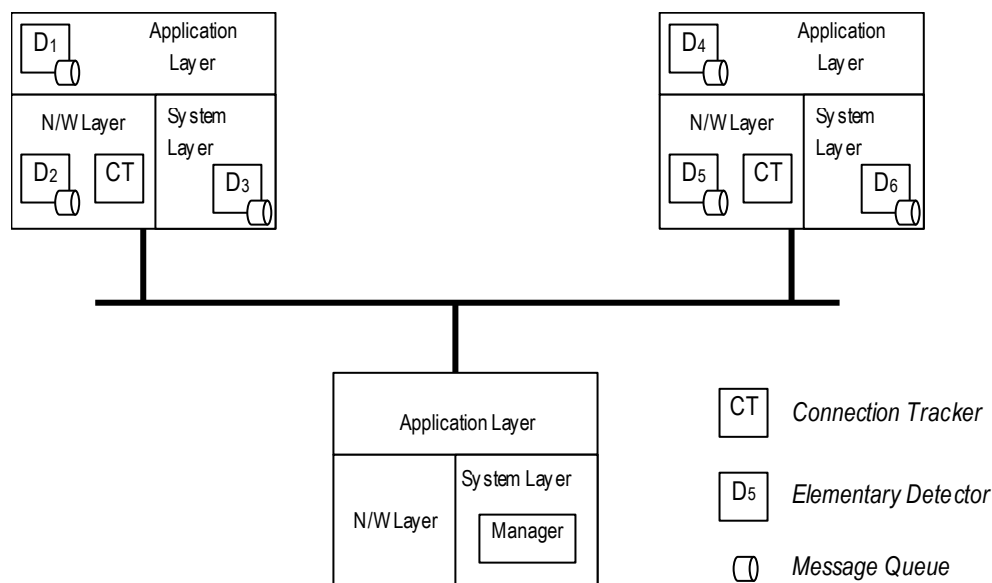 D1
Application
Layer
N/W Layer
System
Layer
D2
CT
D3
D4
Application
Layer
N/W Layer
System
Layer
D5
CT
D6
Application Layer
N/W Layer
System Layer
Manager
CT
Connection Tracker
D5
Elementary Detector
Message Queue